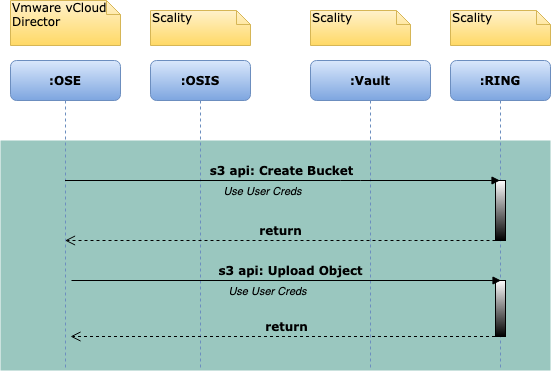 Vmware vCloud
Director
Scality
Scality
Scality
:OSE
:OSIS
:Vault
:RING
s3 api: Create Bucket
Use User Creds
return
s3 api: Upload Object
Use User Creds
return